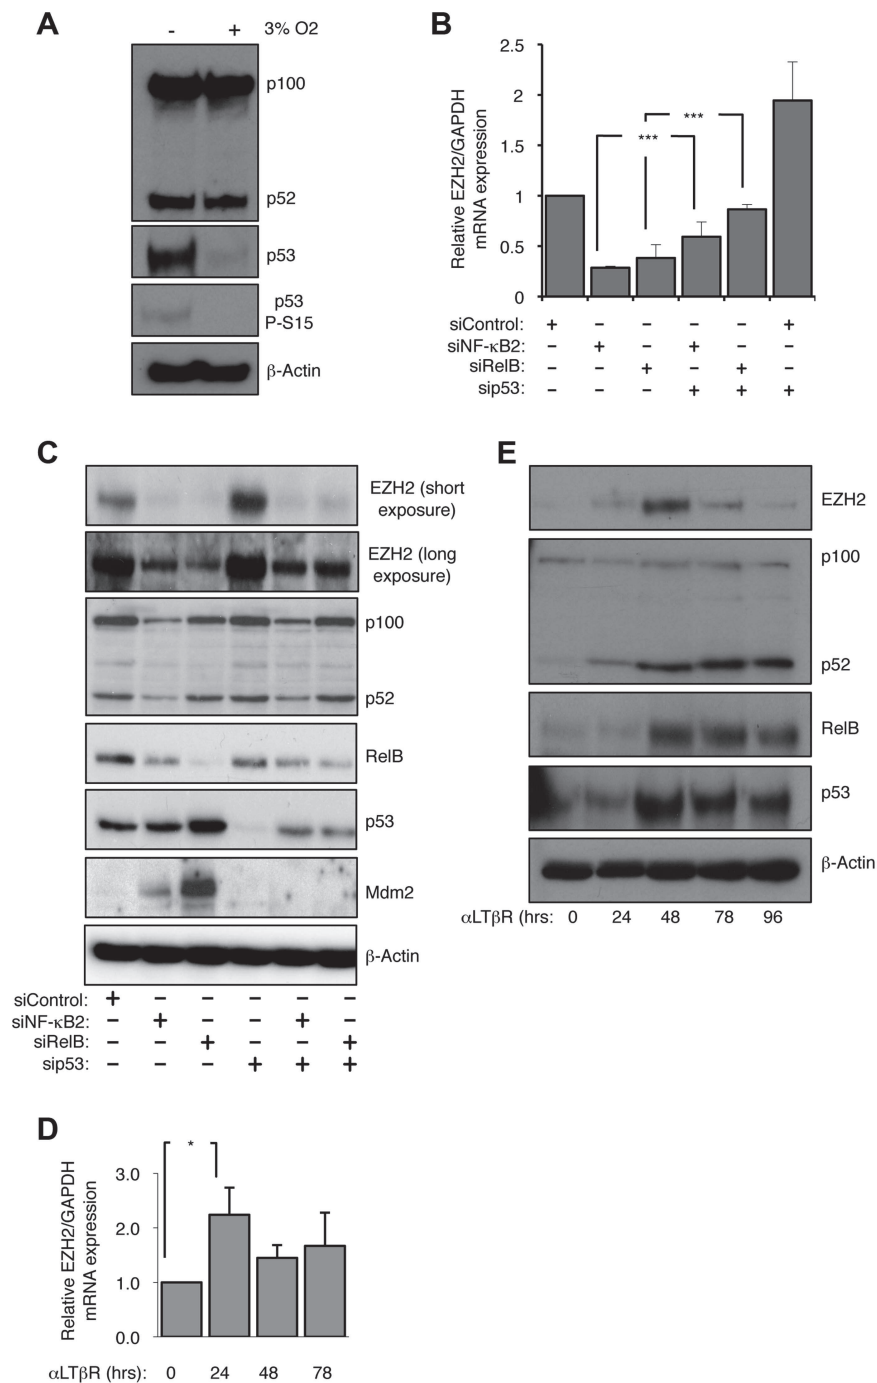 A
- + 3% O2
p100
p52
p53
p53
P-S15
β-Actin
B
Relative EZH2/GAPDH
mRNA expression
2.5
2
1.5
1
0.5
0
***
***
siControl: + – – – – +
siNF-κB2: – + – + – –
siRelB: – – + – + –
sip53: – – – + + +
C
EZH2 (short
exposure)
EZH2 (long
exposure)
p100
p52
RelB
p53
Mdm2
β-Actin
siControl: + – – – – –
siNF-κB2: – + – – + –
siRelB: – – + – – +
sip53: – – – + + +
E
EZH2
p100
p52
RelB
p53
β-Actin
αLTβR (hrs: 0 24 48 78 96
D
Relative EZH2/GAPDH
mRNA expression
3.0
2.0
1.0
0.0
*
αLTβR (hrs): 0 24 48 78